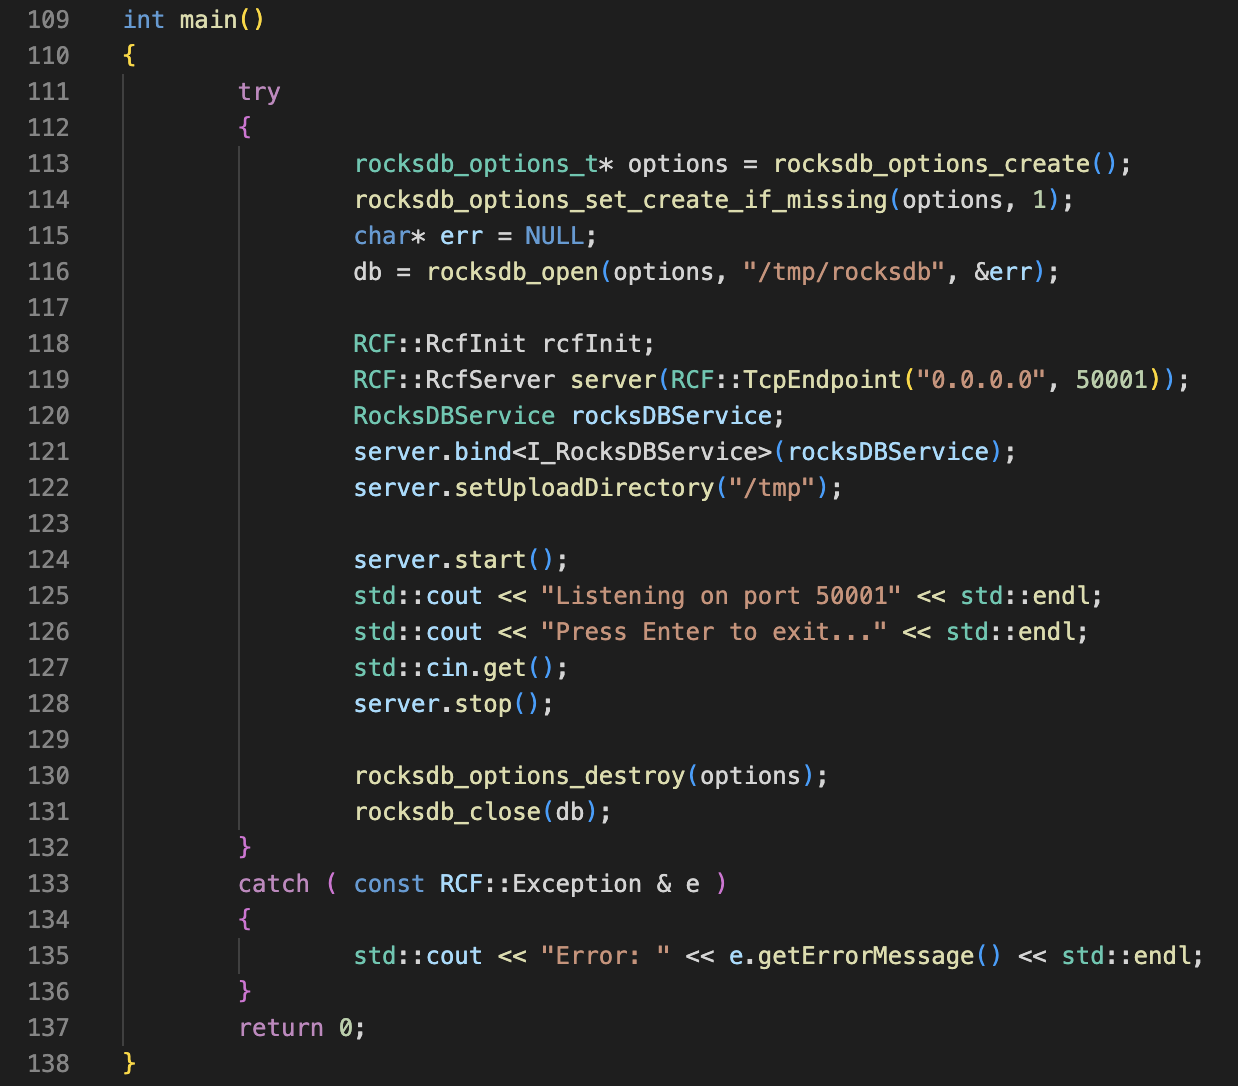 109 int main()
110 {
111 try
112 {
113 rocksdb_options_t* options = rocksdb_options_create();
114 rocksdb_options_set_create_if_missing(options, 1);
115 char* err = NULL;
116 db = rocksdb_open(options, "/tmp/rocksdb", &err);
117
118 RCF::RcfInit rcfInit;
119 RCF::RcfServer server(RCF::TcpEndpoint("0.0.0.0", 50001));
120 RocksDBService rocksDBService;
121 server.bind<I_RocksDBService>(rocksDBService);
122 server.setUploadDirectory("/tmp");
123
124 server.start();
125 std::cout << "Listening on port 50001" << std::endl;
126 std::cout << "Press Enter to exit..." << std::endl;
127 std::cin.get();
128 server.stop();
129
130 rocksdb_options_destroy(options);
131 rocksdb_close(db);
132 }
133 catch ( const RCF::Exception & e )
134 {
135 std::cout << "Error: " << e.getErrorMessage() << std::endl;
136 }
137 return 0;
138 }